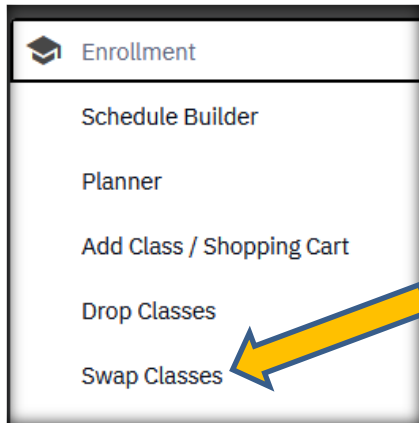 Enrollment
Schedule Builder
Planner
Add Class / Shopping Cart
Drop Classes
Swap Classes